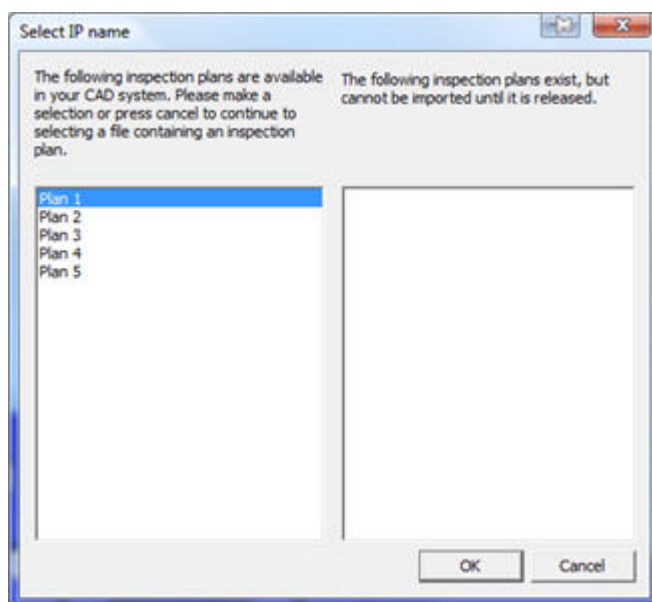 Select IP name
The following inspection plans are available
in your CAD system. Please make a
selection or press cancel to continue to
selecting a file containing an inspection
plan.
The following inspection plans exist, but
cannot be imported until it is released.
Plan 1
Plan 2
Plan 3
Plan 4
Plan 5
OK
Cancel